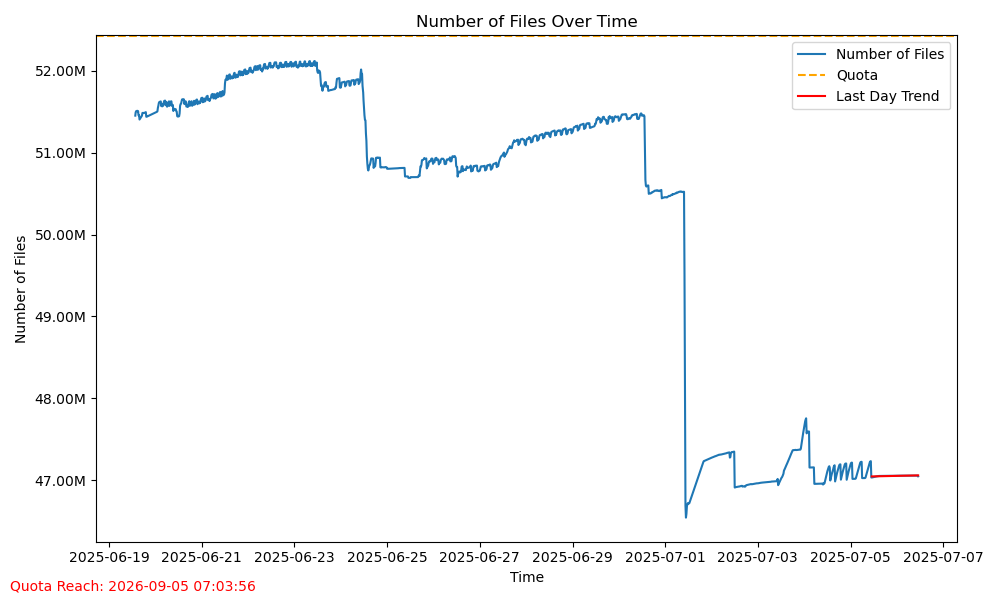 Number of Files Over Time
Number of Files
Quota
Last Day Trend
52.00M
51.00M
50.00M
49.00M
48.00M
47.00M
Number of Files
2025-06-19
2025-06-21
2025-06-23
2025-06-25
2025-06-27
2025-06-29
2025-07-01
2025-07-03
2025-07-05
2025-07-07
Time
Quota Reach: 2026-09-05 07:03:56